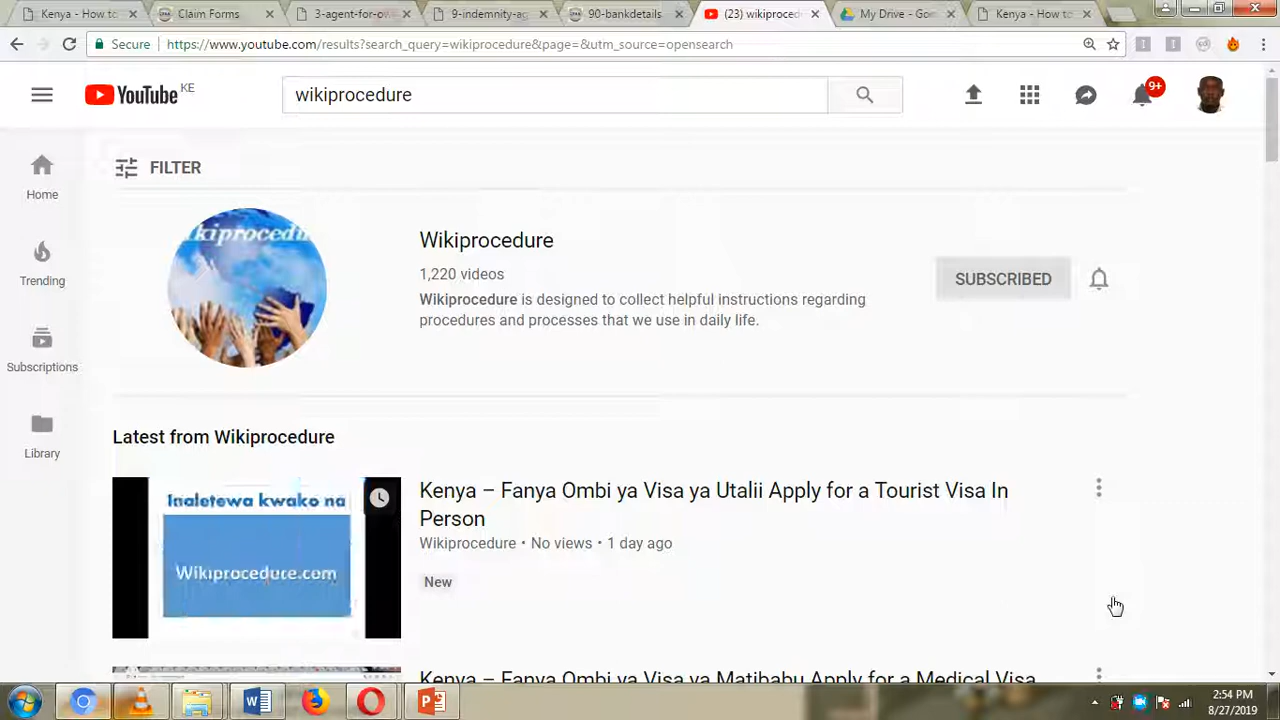 Kenya - How to
Claim Forms
3-agent-for-ow
9-indemnity-ag
90-bankdetails
(23) wikiproced
My Drive - Goo
Kenya - How to
Secure
https://www.youtube.com/results?search_query=wikiprocedure&page=&utm_source=opensearch
YouTube KE
wikiprocedure
9+
FILTER
Home
Trending
Subscriptions
Library
wikiprocedu
Wikiprocedure
1,220 videos
Wikiprocedure is designed to collect helpful instructions regarding
procedures and processes that we use in daily life.
SUBSCRIBED
Latest from Wikiprocedure
Inaletewa kwako na
Wikiprocedure.com
Kenya – Fanya Ombi ya Visa ya Utalii Apply for a Tourist Visa In
Person
Wikiprocedure • No views • 1 day ago
New
Kenya – Fanya Ombi ya Visa ya Matibabu Apply for a Medical Visa
2:54 PM
8/27/2019